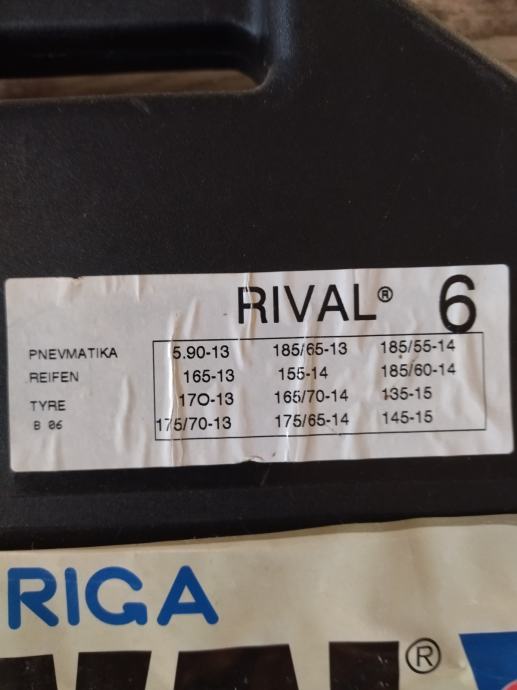 RIVAL® 6
PNEVMATIKA 5.90-13 185/65-13 185/55-14
REIFEN 165-13 155-14 185/60-14
TYRE 170-13 165/70-14 135-15
B 06 175/70-13 175/65-14 145-15
RIGA
®